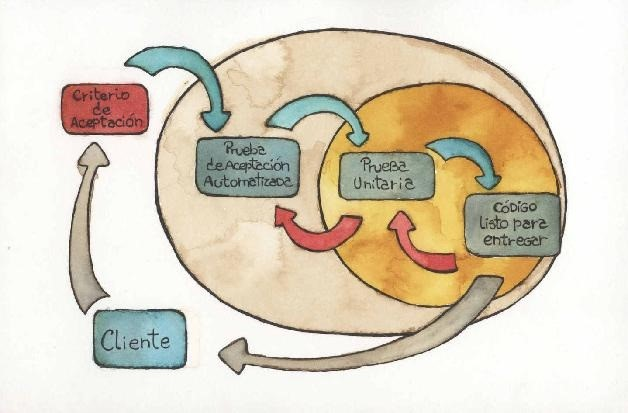 Criterio
de
Aceptación
Prueba
de Aceptación
Automatizada
Prueba
Unitaria
Código
listo para
entregar
Cliente